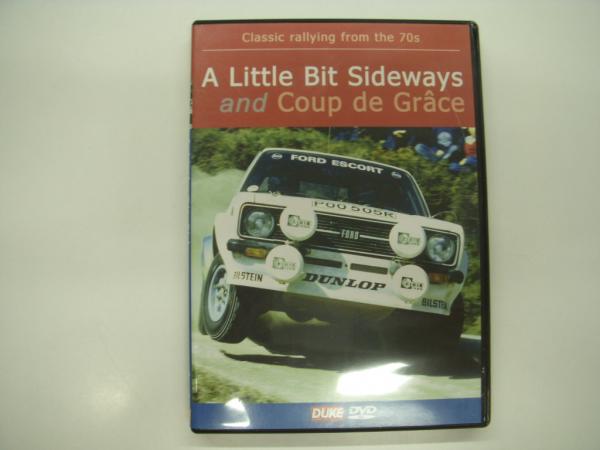 Classic rallying from the 70s
A Little Bit Sideways
and Coup de Grâce
FORD ESCORT
POO 505R
FORD
BILSTEIN
DUNLOP
BILSTEIN
DUKE DVD